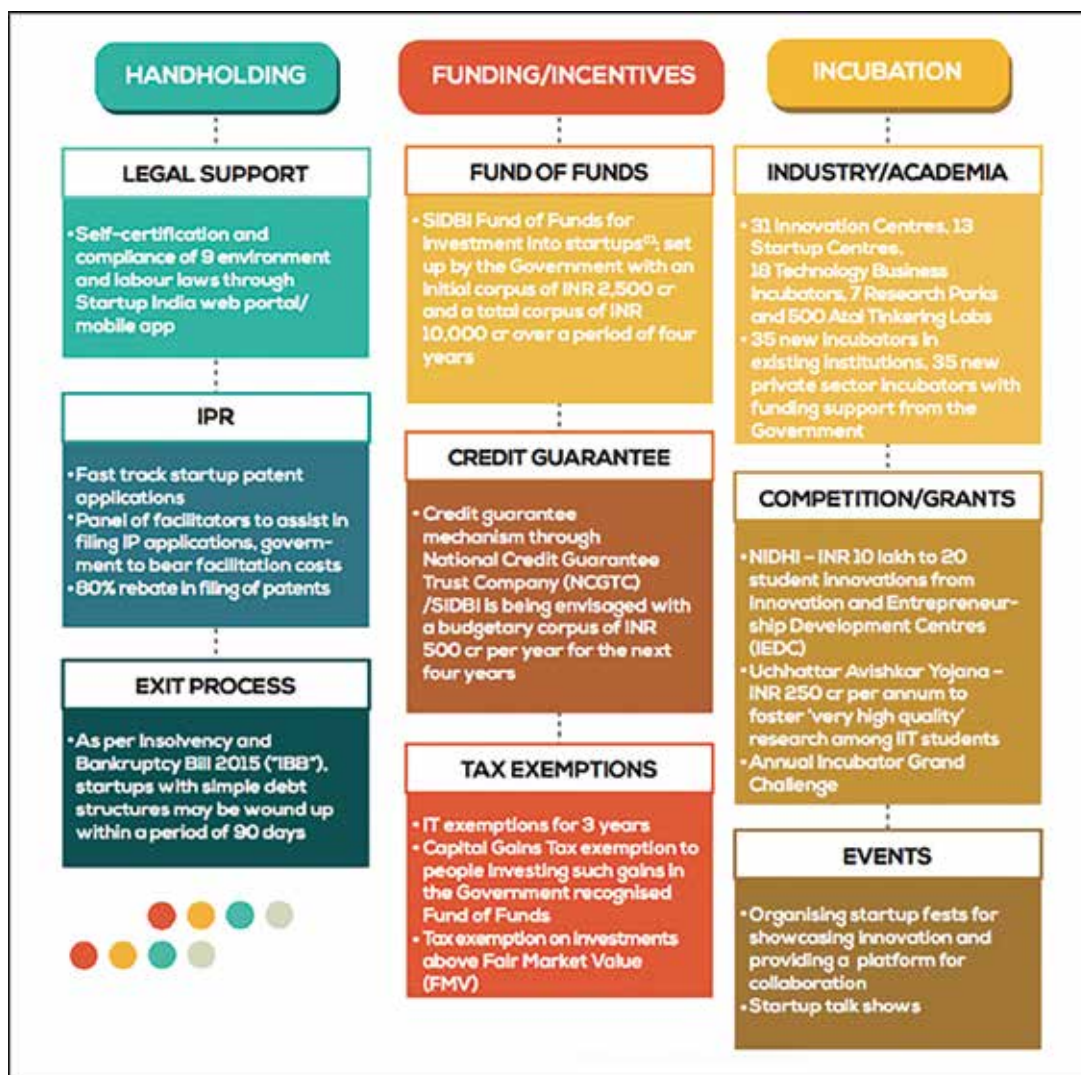 HANDHOLDING
LEGAL SUPPORT
• Self-certification and
compliance of 9 environment
and labour laws through
Startup India web portal/
mobile app
IPR
• Fast track startup patent
applications
• Panel of facilitators to assist in
filing IP applications, govern-
ment to bear facilitation costs
• 80% rebate in filing of patents
EXIT PROCESS
• As per Insolvency and
Bankruptcy Bill 2015 ("IBB"),
startups with simple debt
structures may be wound up
within a period of 90 days
FUNDING/INCENTIVES
FUND OF FUNDS
• SIDBI Fund of Funds for
investment into startups; set
up by the Government with an
initial corpus of INR 2,500 cr
and a total corpus of INR
10,000 cr over a period of four
years
CREDIT GUARANTEE
• Credit guarantee
mechanism through
National Credit Guarantee
Trust Company (NCGTC)
/SIDBI is being envisaged with
a budgetary corpus of INR
500 cr per year for the next
four years
TAX EXEMPTIONS
• IT exemptions for 3 years
• Capital Gains Tax exemption to
people investing such gains in
the Government recognised
Fund of Funds
• Tax exemption on investments
above Fair Market Value
(FMV)
INCUBATION
INDUSTRY/ACADEMIA
• 31 Innovation Centres, 13
Startup Centres,
18 Technology Business
Incubators, 7 Research Parks
and 500 Atal Tinkering Labs
• 35 new incubators in
existing institutions, 35 new
private sector incubators with
funding support from the
Government
COMPETITION/GRANTS
• NIDHI – INR 10 lakh to 20
student innovations from
Innovation and Entrepreneur-
ship Development Centres
(IEDC)
• Uchhattar Avishkar Yojana –
INR 250 cr per annum to
foster 'very high quality'
research among IIT students
• Annual Incubator Grand
Challenge
EVENTS
• Organising startup fests for
showcasing innovation and
providing a platform for
collaboration
• Startup talk shows